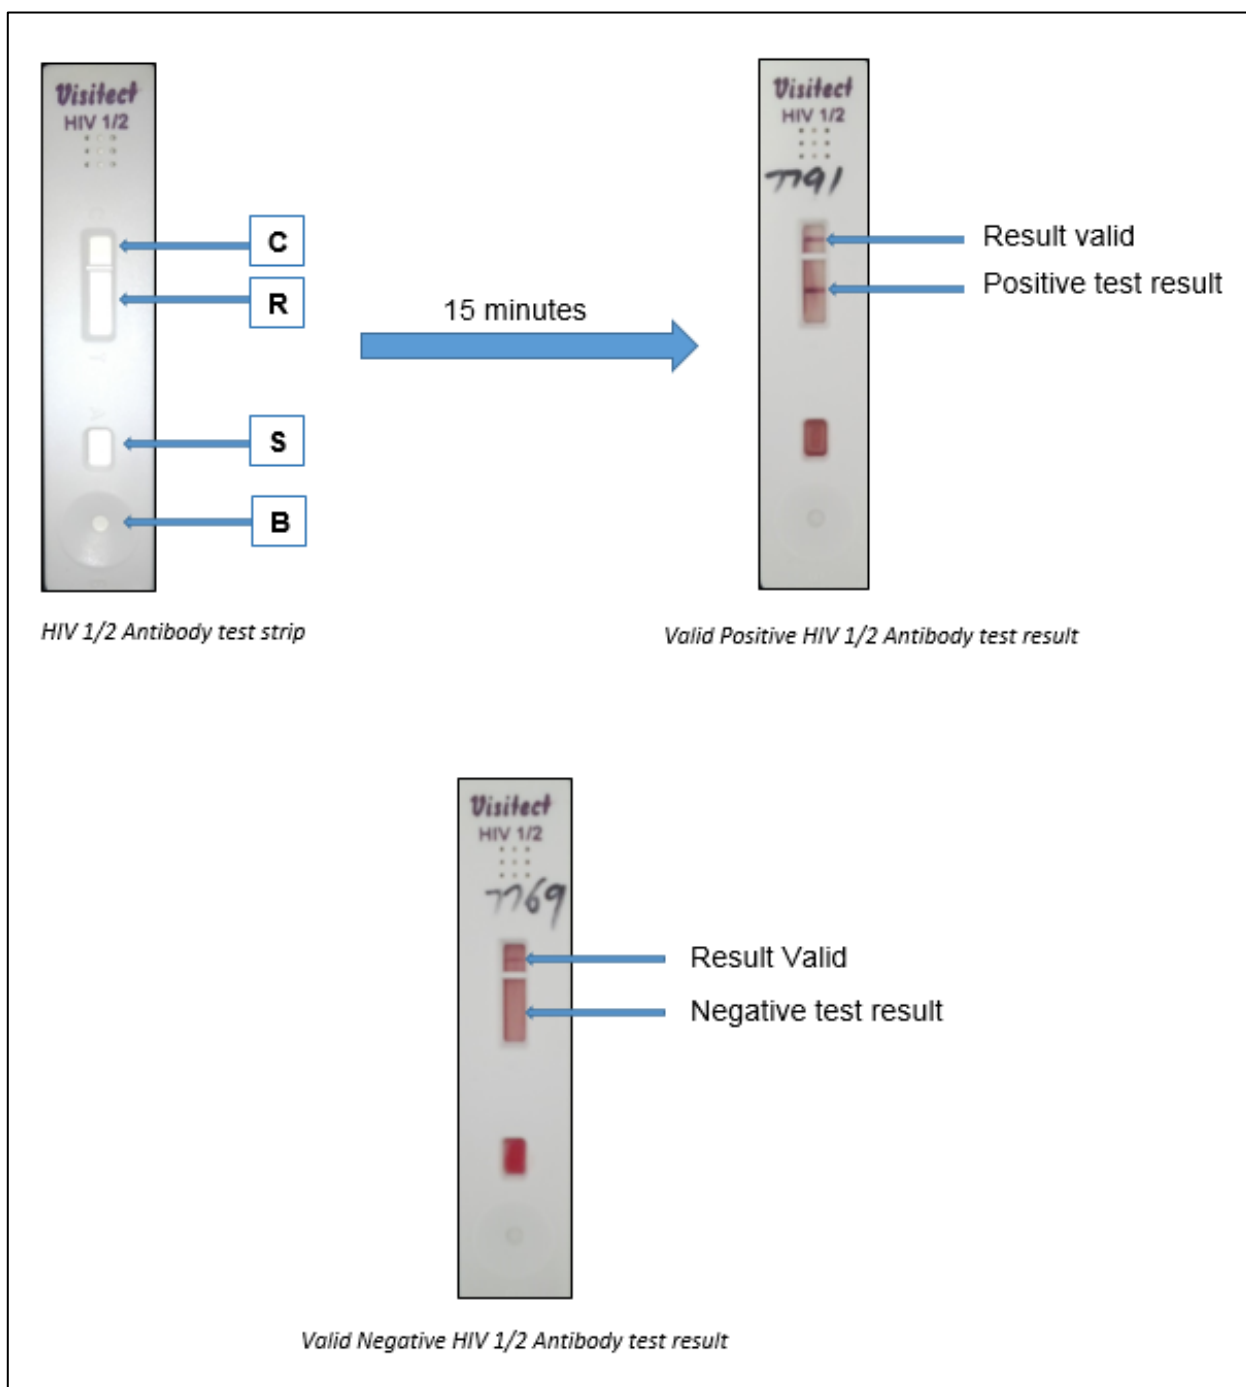 Visitect
HIV 1/2
C
R
S
B
HIV 1/2 Antibody test strip
15 minutes
Visitect
HIV 1/2
7791
Result valid
Positive test result
Valid Positive HIV 1/2 Antibody test result
Visitect
HIV 1/2
7769
Result Valid
Negative test result
Valid Negative HIV 1/2 Antibody test result